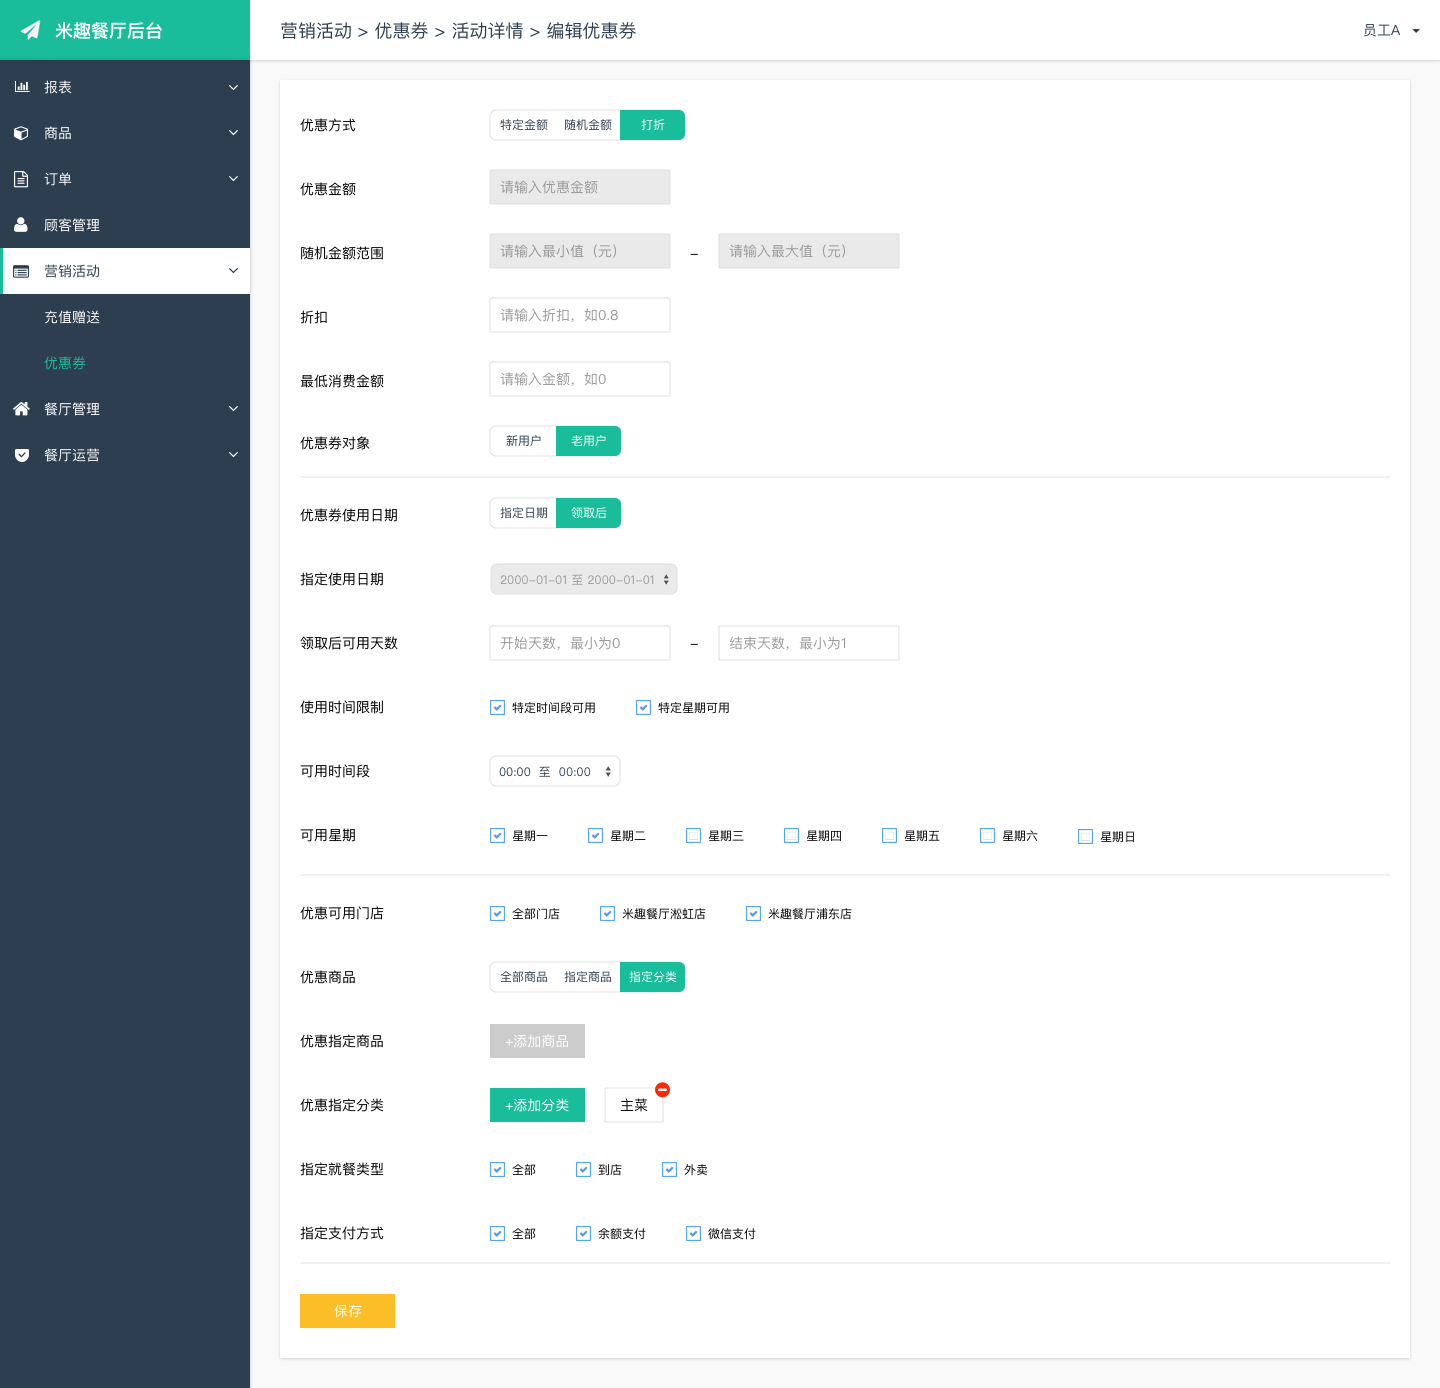 米趣餐厅后台
营销活动 > 优惠券 > 活动详情 > 编辑优惠券
员工A
报表
商品
订单
顾客管理
营销活动
充值赠送
优惠券
餐厅管理
餐厅运营
优惠方式 特定金额 随机金额 打折
优惠金额 请输入优惠金额
随机金额范围 请输入最小值（元） – 请输入最大值（元）
折扣 请输入折扣，如0.8
最低消费金额 请输入金额，如0
优惠券对象 新用户 老用户
优惠券使用日期 指定日期 领取后
指定使用日期 2000-01-01 至 2000-01-01
领取后可用天数 开始天数，最小为0 – 结束天数，最小为1
使用时间限制 特定时间段可用 特定星期可用
可用时间段 00:00 至 00:00
可用星期 星期一 星期二 星期三 星期四 星期五 星期六 星期日
优惠可用门店 全部门店 米趣餐厅淞虹店 米趣餐厅浦东店
优惠商品 全部商品 指定商品 指定分类
优惠指定商品 +添加商品
优惠指定分类 +添加分类 主菜
指定就餐类型 全部 到店 外卖
指定支付方式 全部 余额支付 微信支付
保存